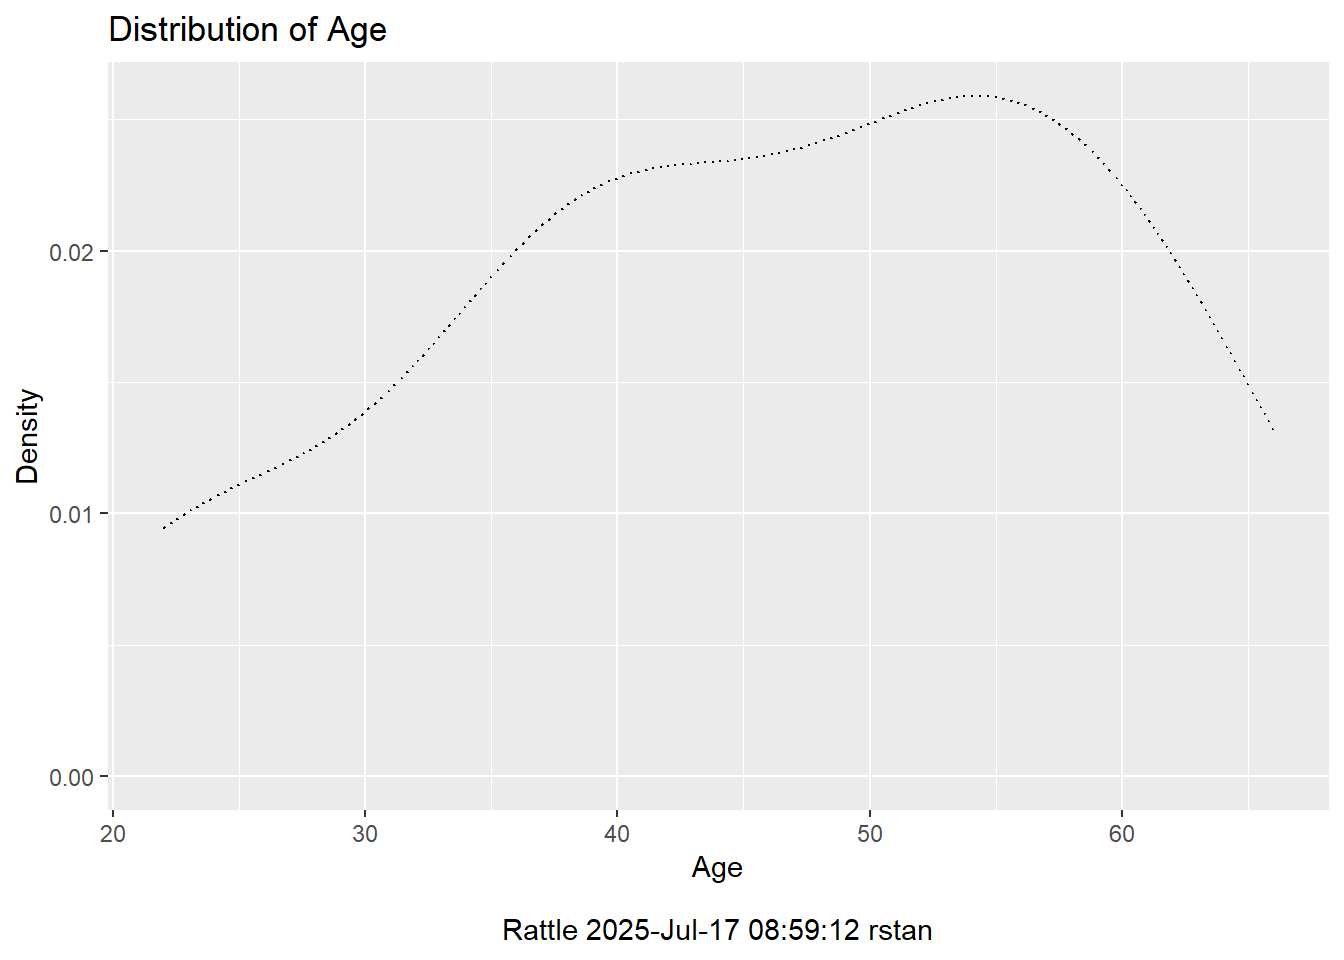 Distribution of Age
Density
0.02
0.01
0.00
20 30 40 50 60
Age
Rattle 2025-Jul-17 08:59:12 rstan